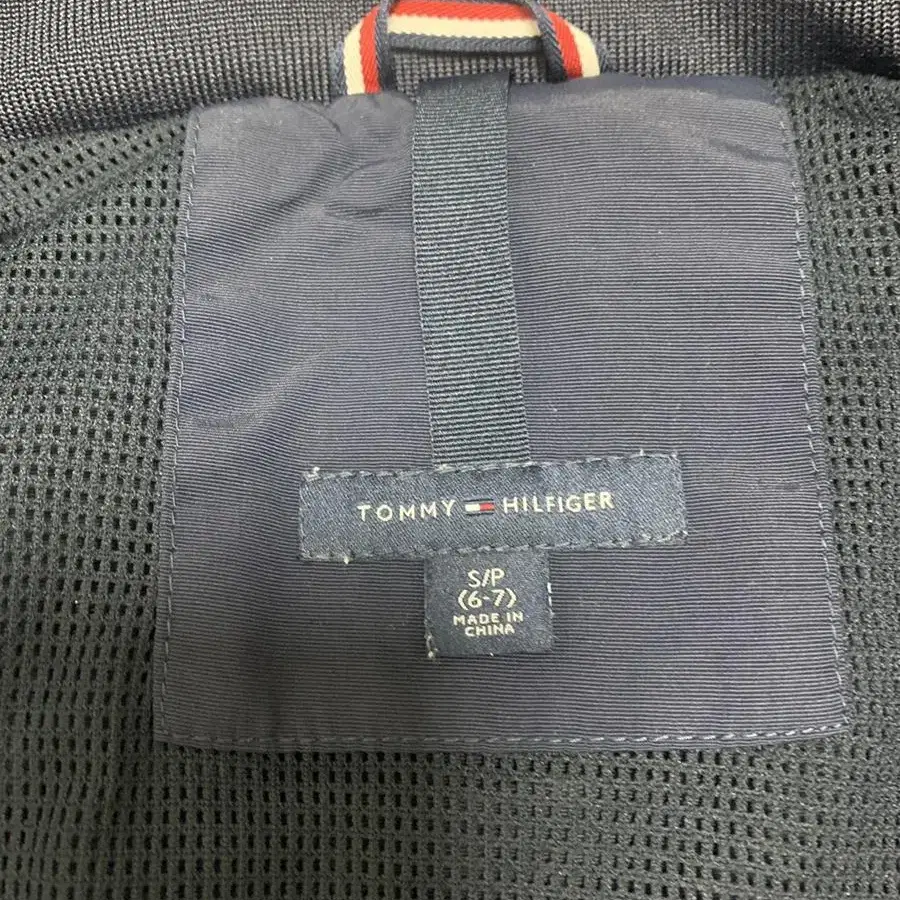 TOMMY HILFIGER
S/P
(6-7)
MADE IN
CHINA